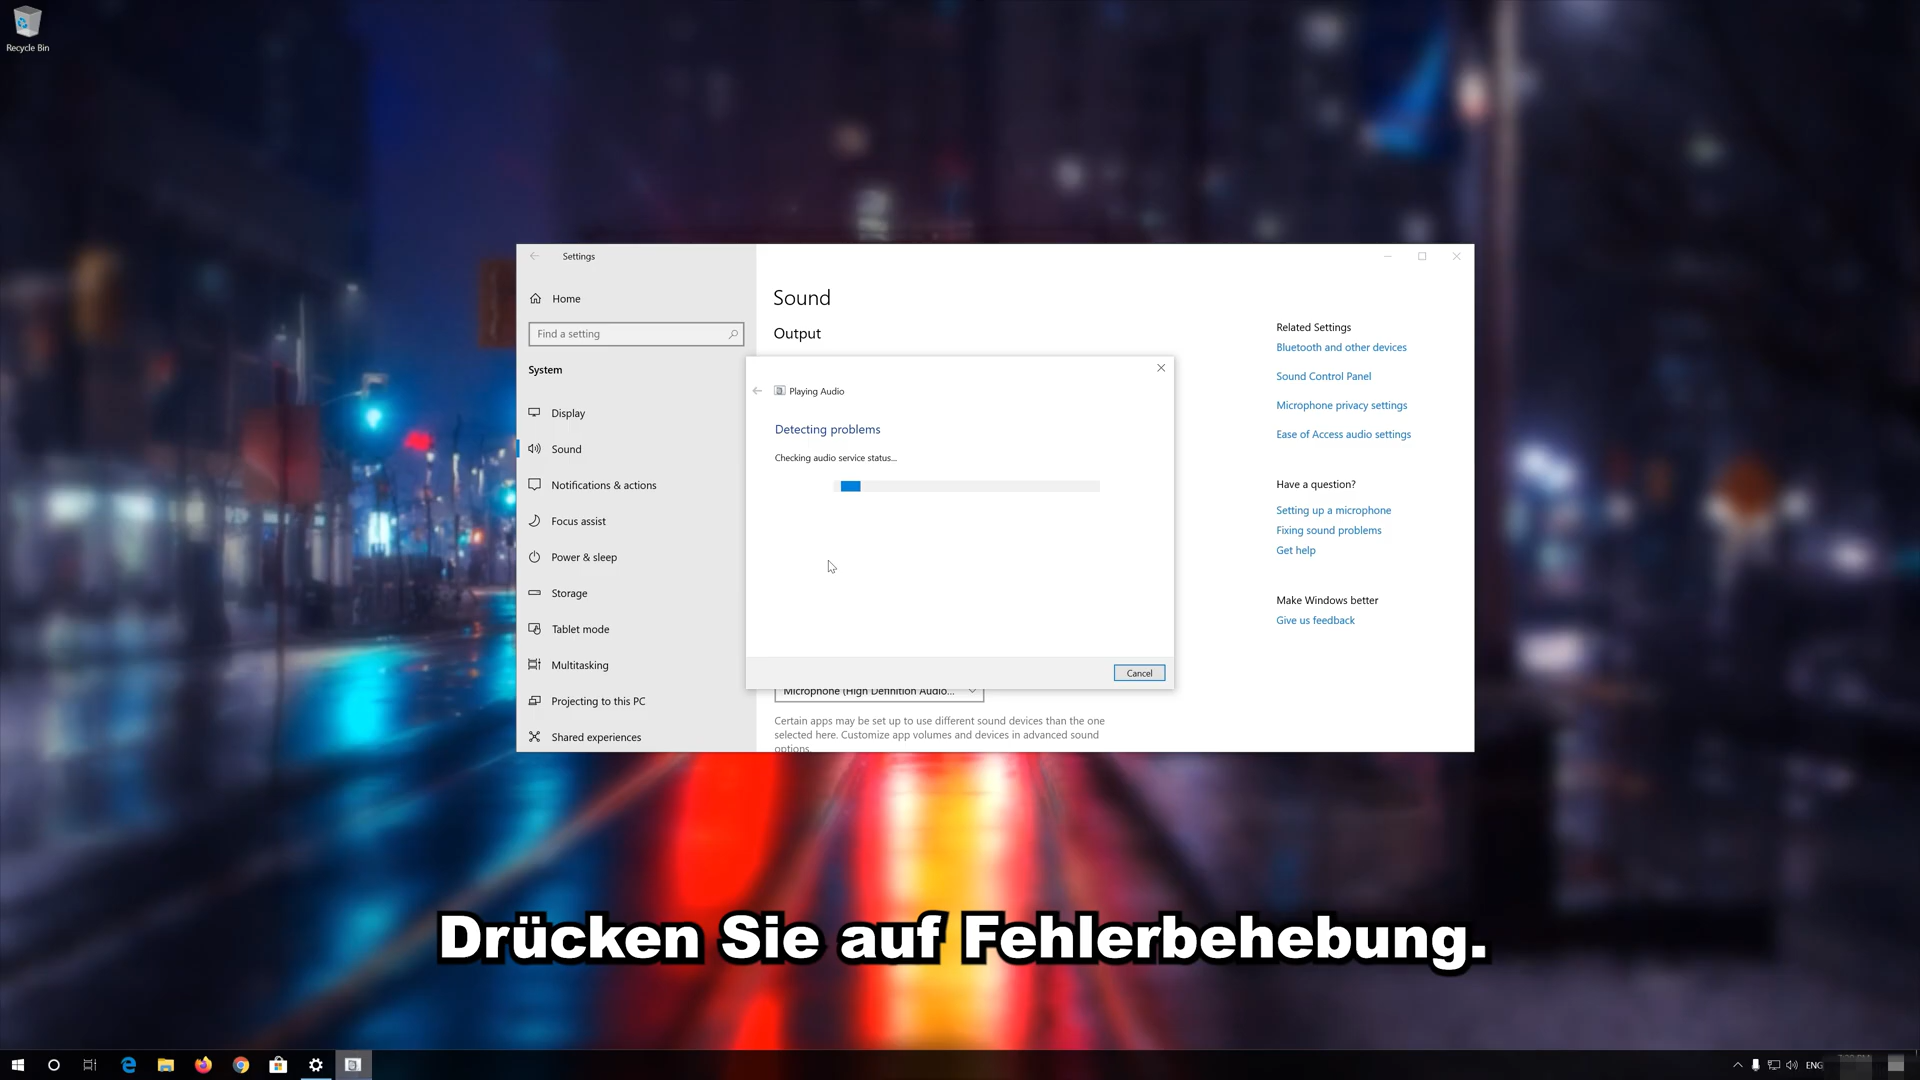 Recycle Bin
Settings
Home
Find a setting
System
Display
Sound
Notifications & actions
Focus assist
Power & sleep
Storage
Tablet mode
Multitasking
Projecting to this PC
Shared experiences
Sound
Output
Playing Audio
Detecting problems
Checking audio service status...
Cancel
Microphone (High Definition Audio...
Certain apps may be set up to use different sound devices than the one
selected here. Customize app volumes and devices in advanced sound
options.
Related Settings
Bluetooth and other devices
Sound Control Panel
Microphone privacy settings
Ease of Access audio settings
Have a question?
Setting up a microphone
Fixing sound problems
Get help
Make Windows better
Give us feedback
Drücken Sie auf Fehlerbehebung.
ENG